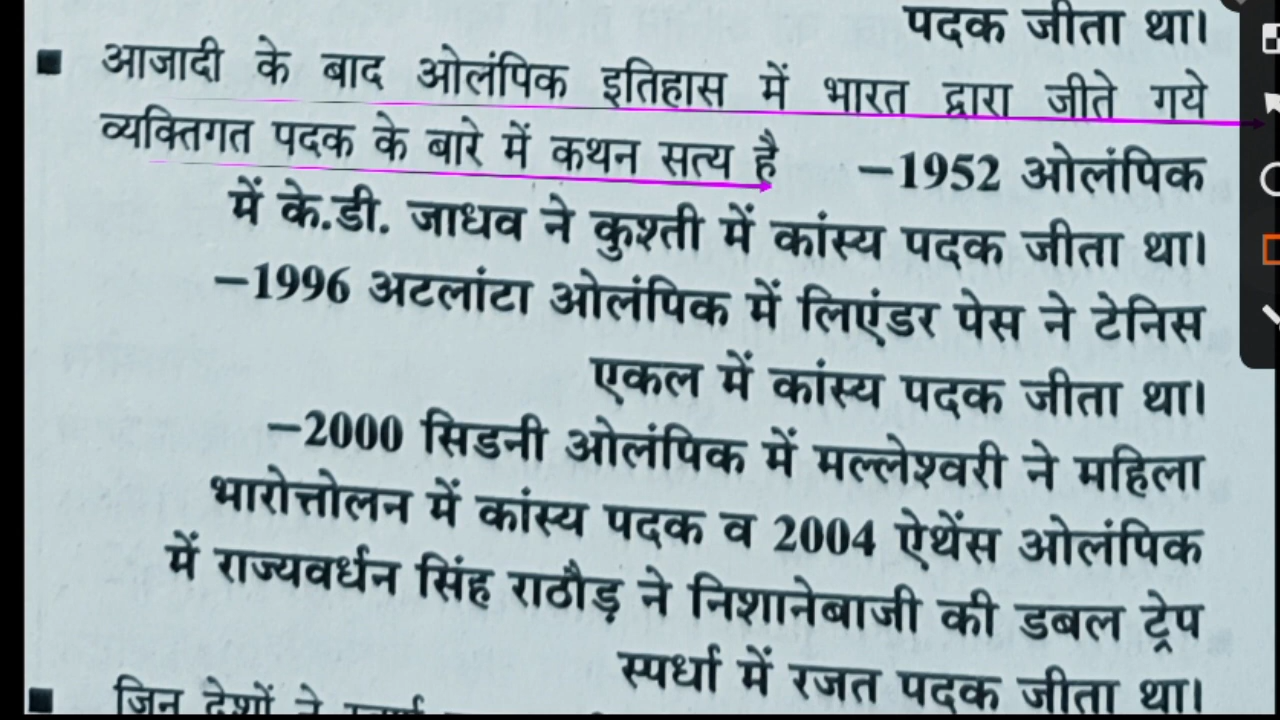 पदक जीता था।
■ आजादी के बाद ओलंपिक इतिहास में भारत द्वारा जीते गये
व्यक्तिगत पदक के बारे में कथन सत्य है –1952 ओलंपिक
में के.डी. जाधव ने कुश्ती में कांस्य पदक जीता था।
–1996 अटलांटा ओलंपिक में लिएंडर पेस ने टेनिस
एकल में कांस्य पदक जीता था।
–2000 सिडनी ओलंपिक में मल्लेश्वरी ने महिला
भारोत्तोलन में कांस्य पदक व 2004 ऐथेंस ओलंपिक
में राज्यवर्धन सिंह राठौड़ ने निशानेबाजी की डबल ट्रेप
स्पर्धा में रजत पदक जीता था।
■ जिन देशों ने